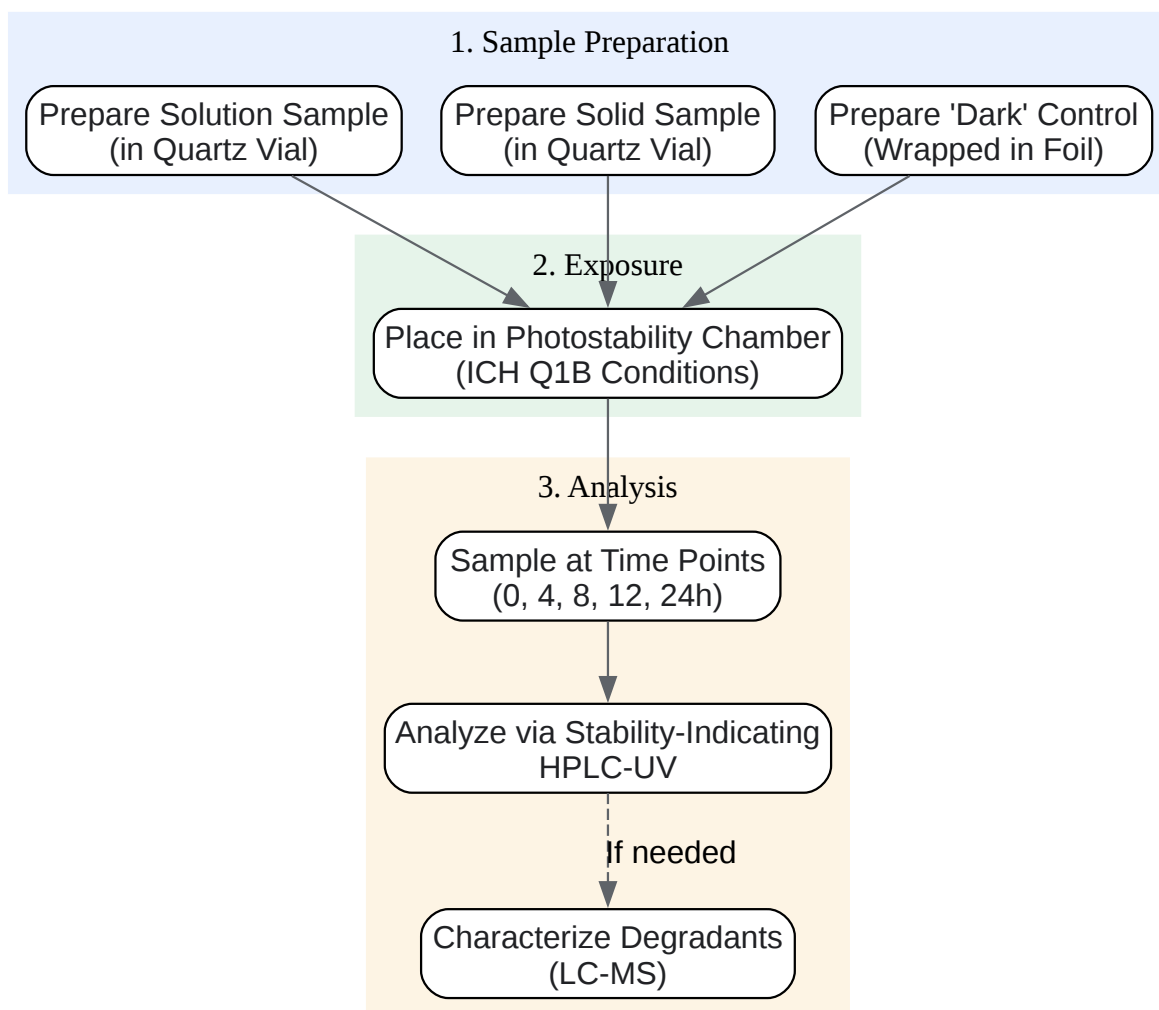 1. Sample Preparation
Prepare Solution Sample
(in Quartz Vial)
Prepare Solid Sample
(in Quartz Vial)
Prepare 'Dark' Control
(Wrapped in Foil)
2. Exposure
Place in Photostability Chamber
(ICH Q1B Conditions)
3. Analysis
Sample at Time Points
(0, 4, 8, 12, 24h)
Analyze via Stability-Indicating
HPLC-UV
If needed
Characterize Degradants
(LC-MS)